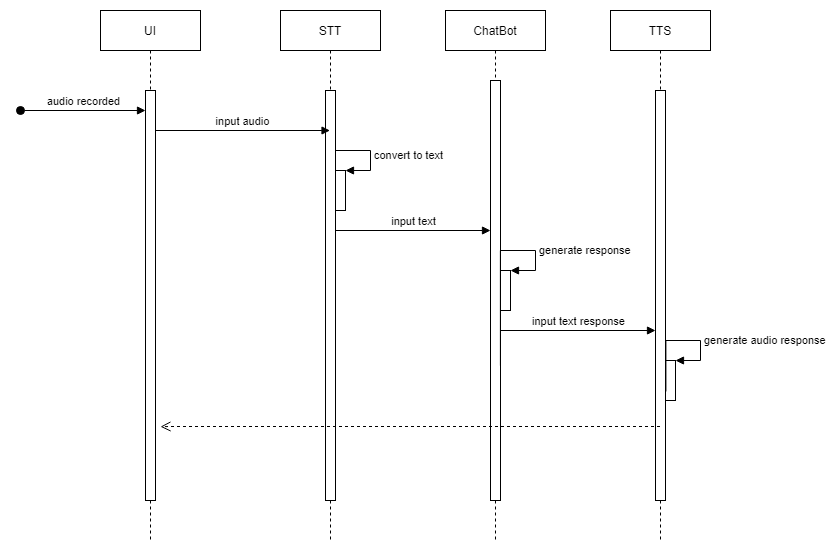 UI
STT
ChatBot
TTS
audio recorded
input audio
convert to text
input text
generate response
input text response
generate audio response